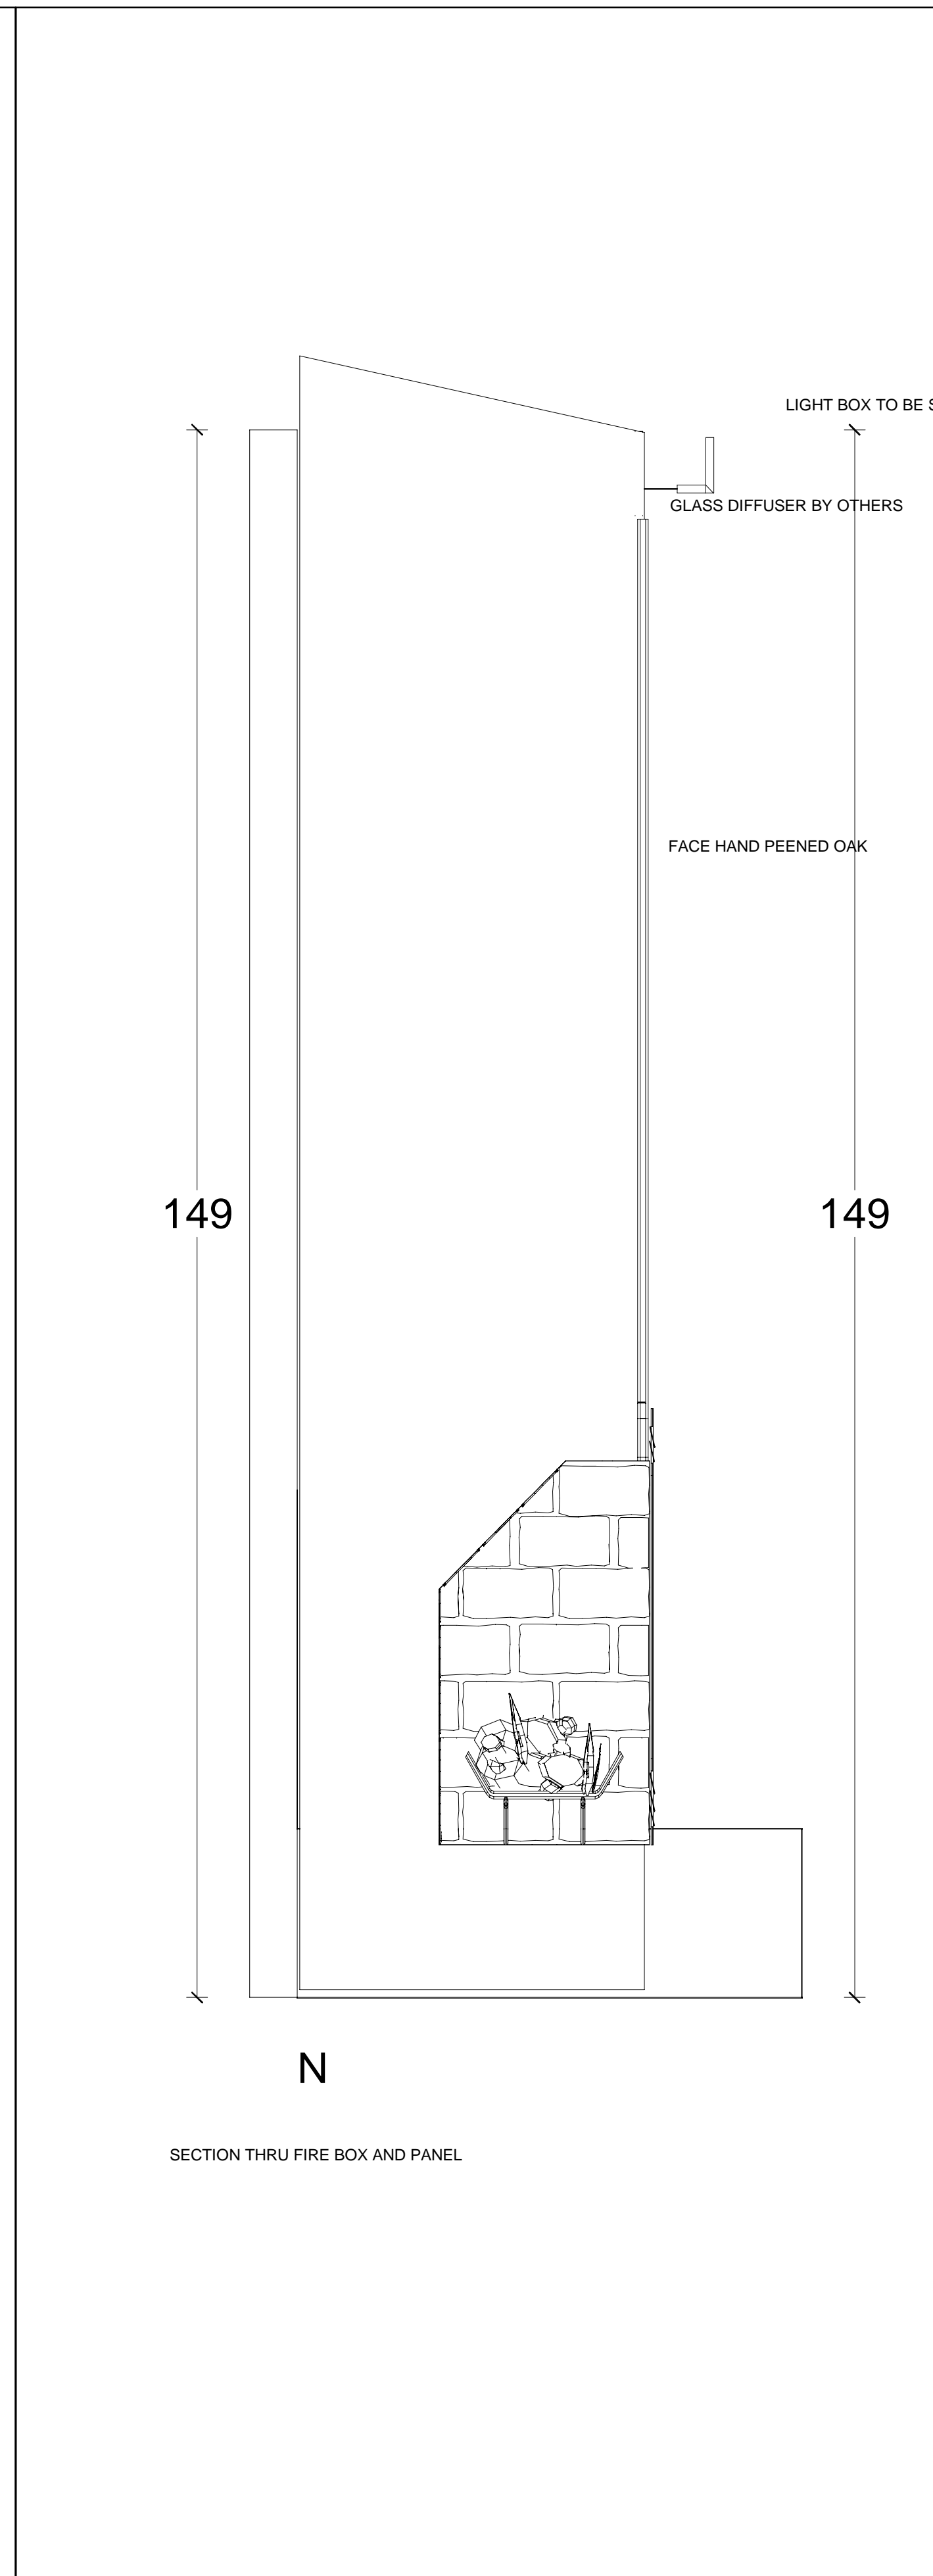 LIGHT BOX TO BE
GLASS DIFFUSER BY OTHERS
FACE HAND PEENED OAK
149
149
N
SECTION THRU FIRE BOX AND PANEL